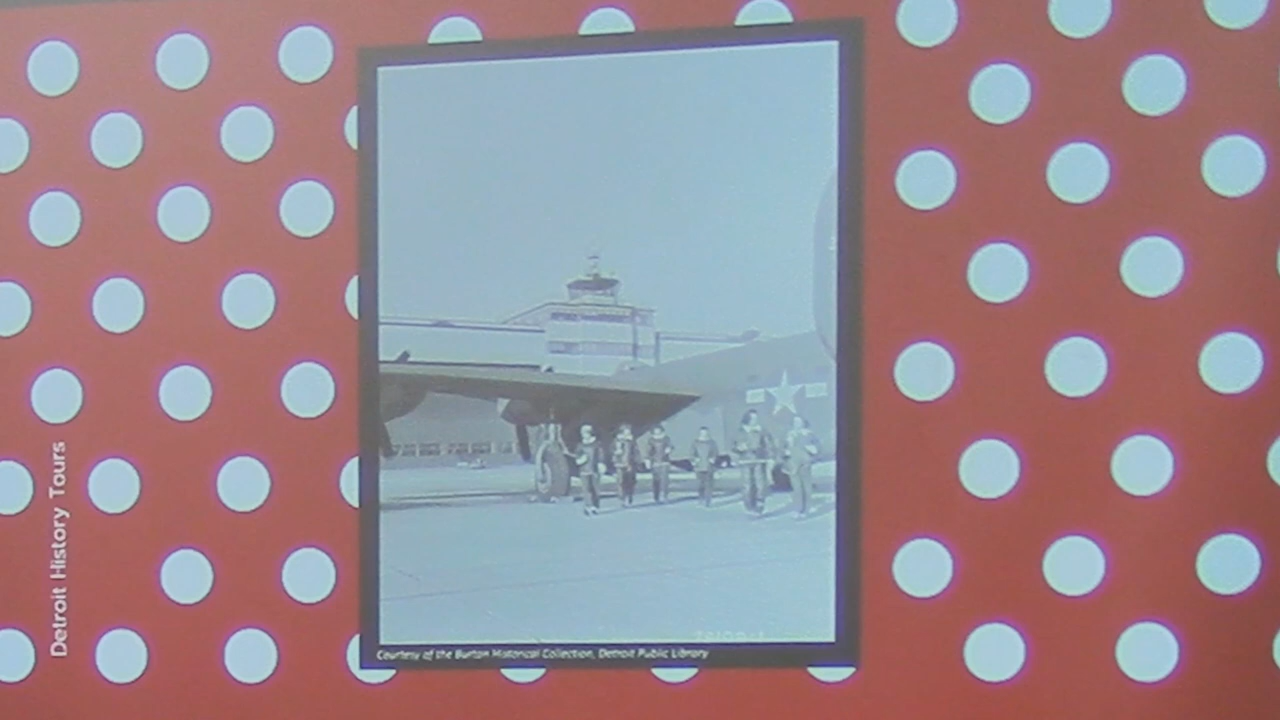 Detroit History Tours
Courtesy of the Burton Historical Collection, Detroit Public Library